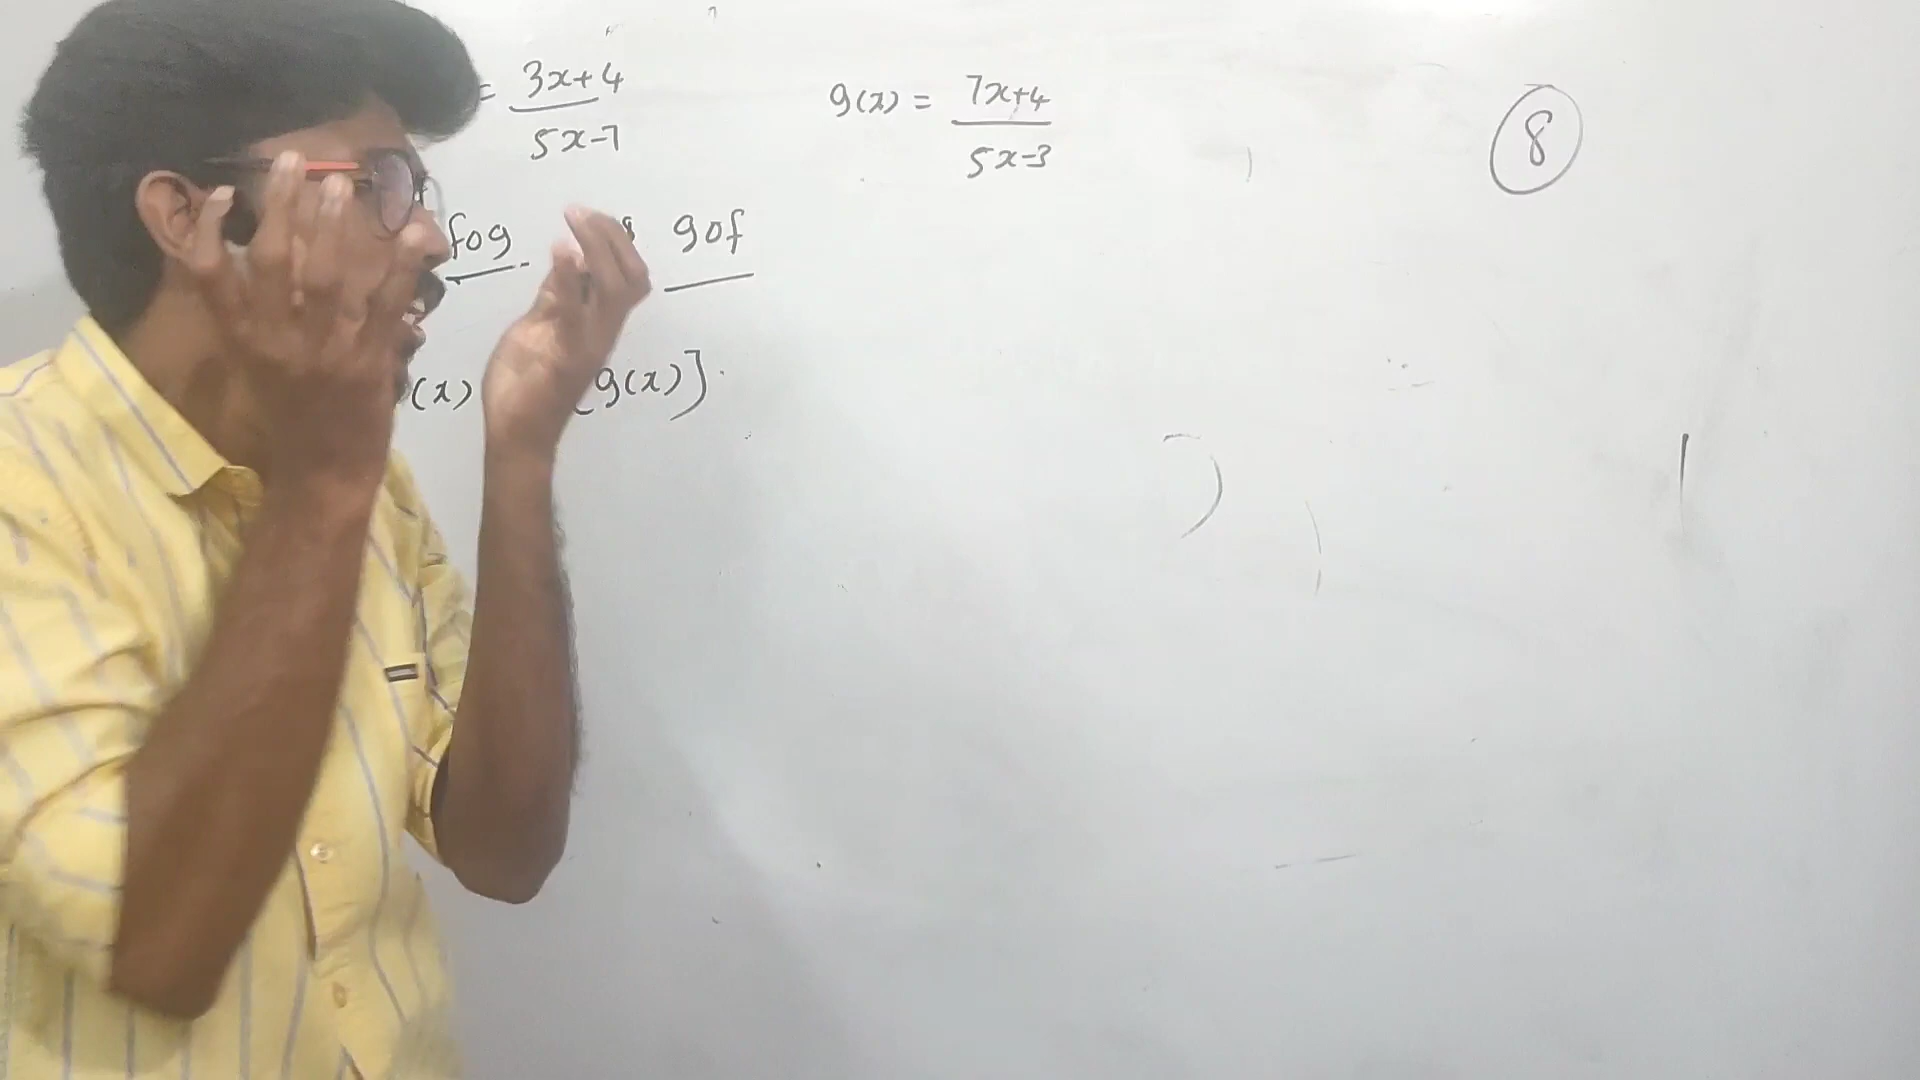 = 3x+4 / 5x-7 g(x) = 7x+4 / 5x-3 8
fog gof
(x) g(x)].